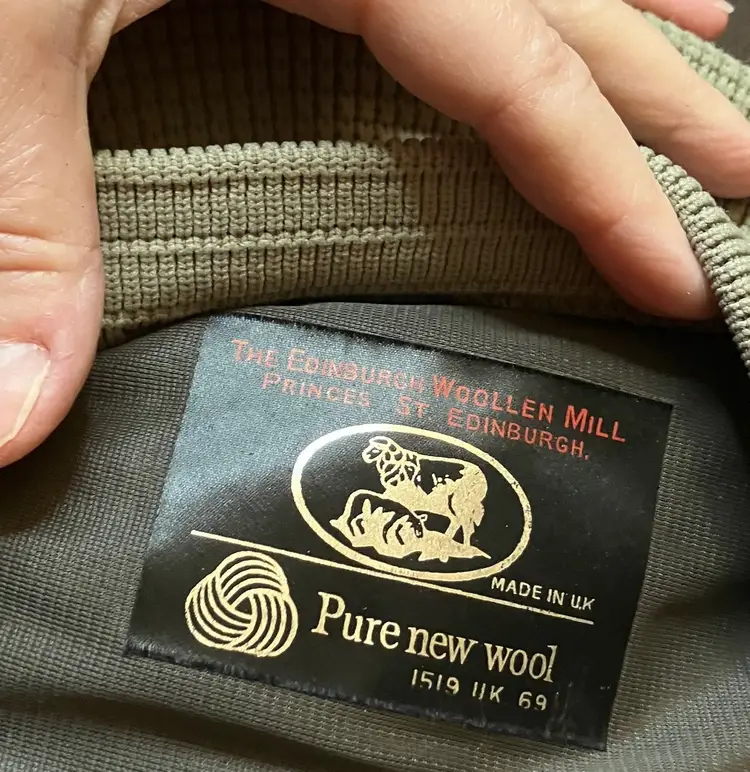 THE EDINBURGH WOOLLEN MILL
PRINCES ST EDINBURGH.
MADE IN U.K
Pure new wool
1519 UK 69